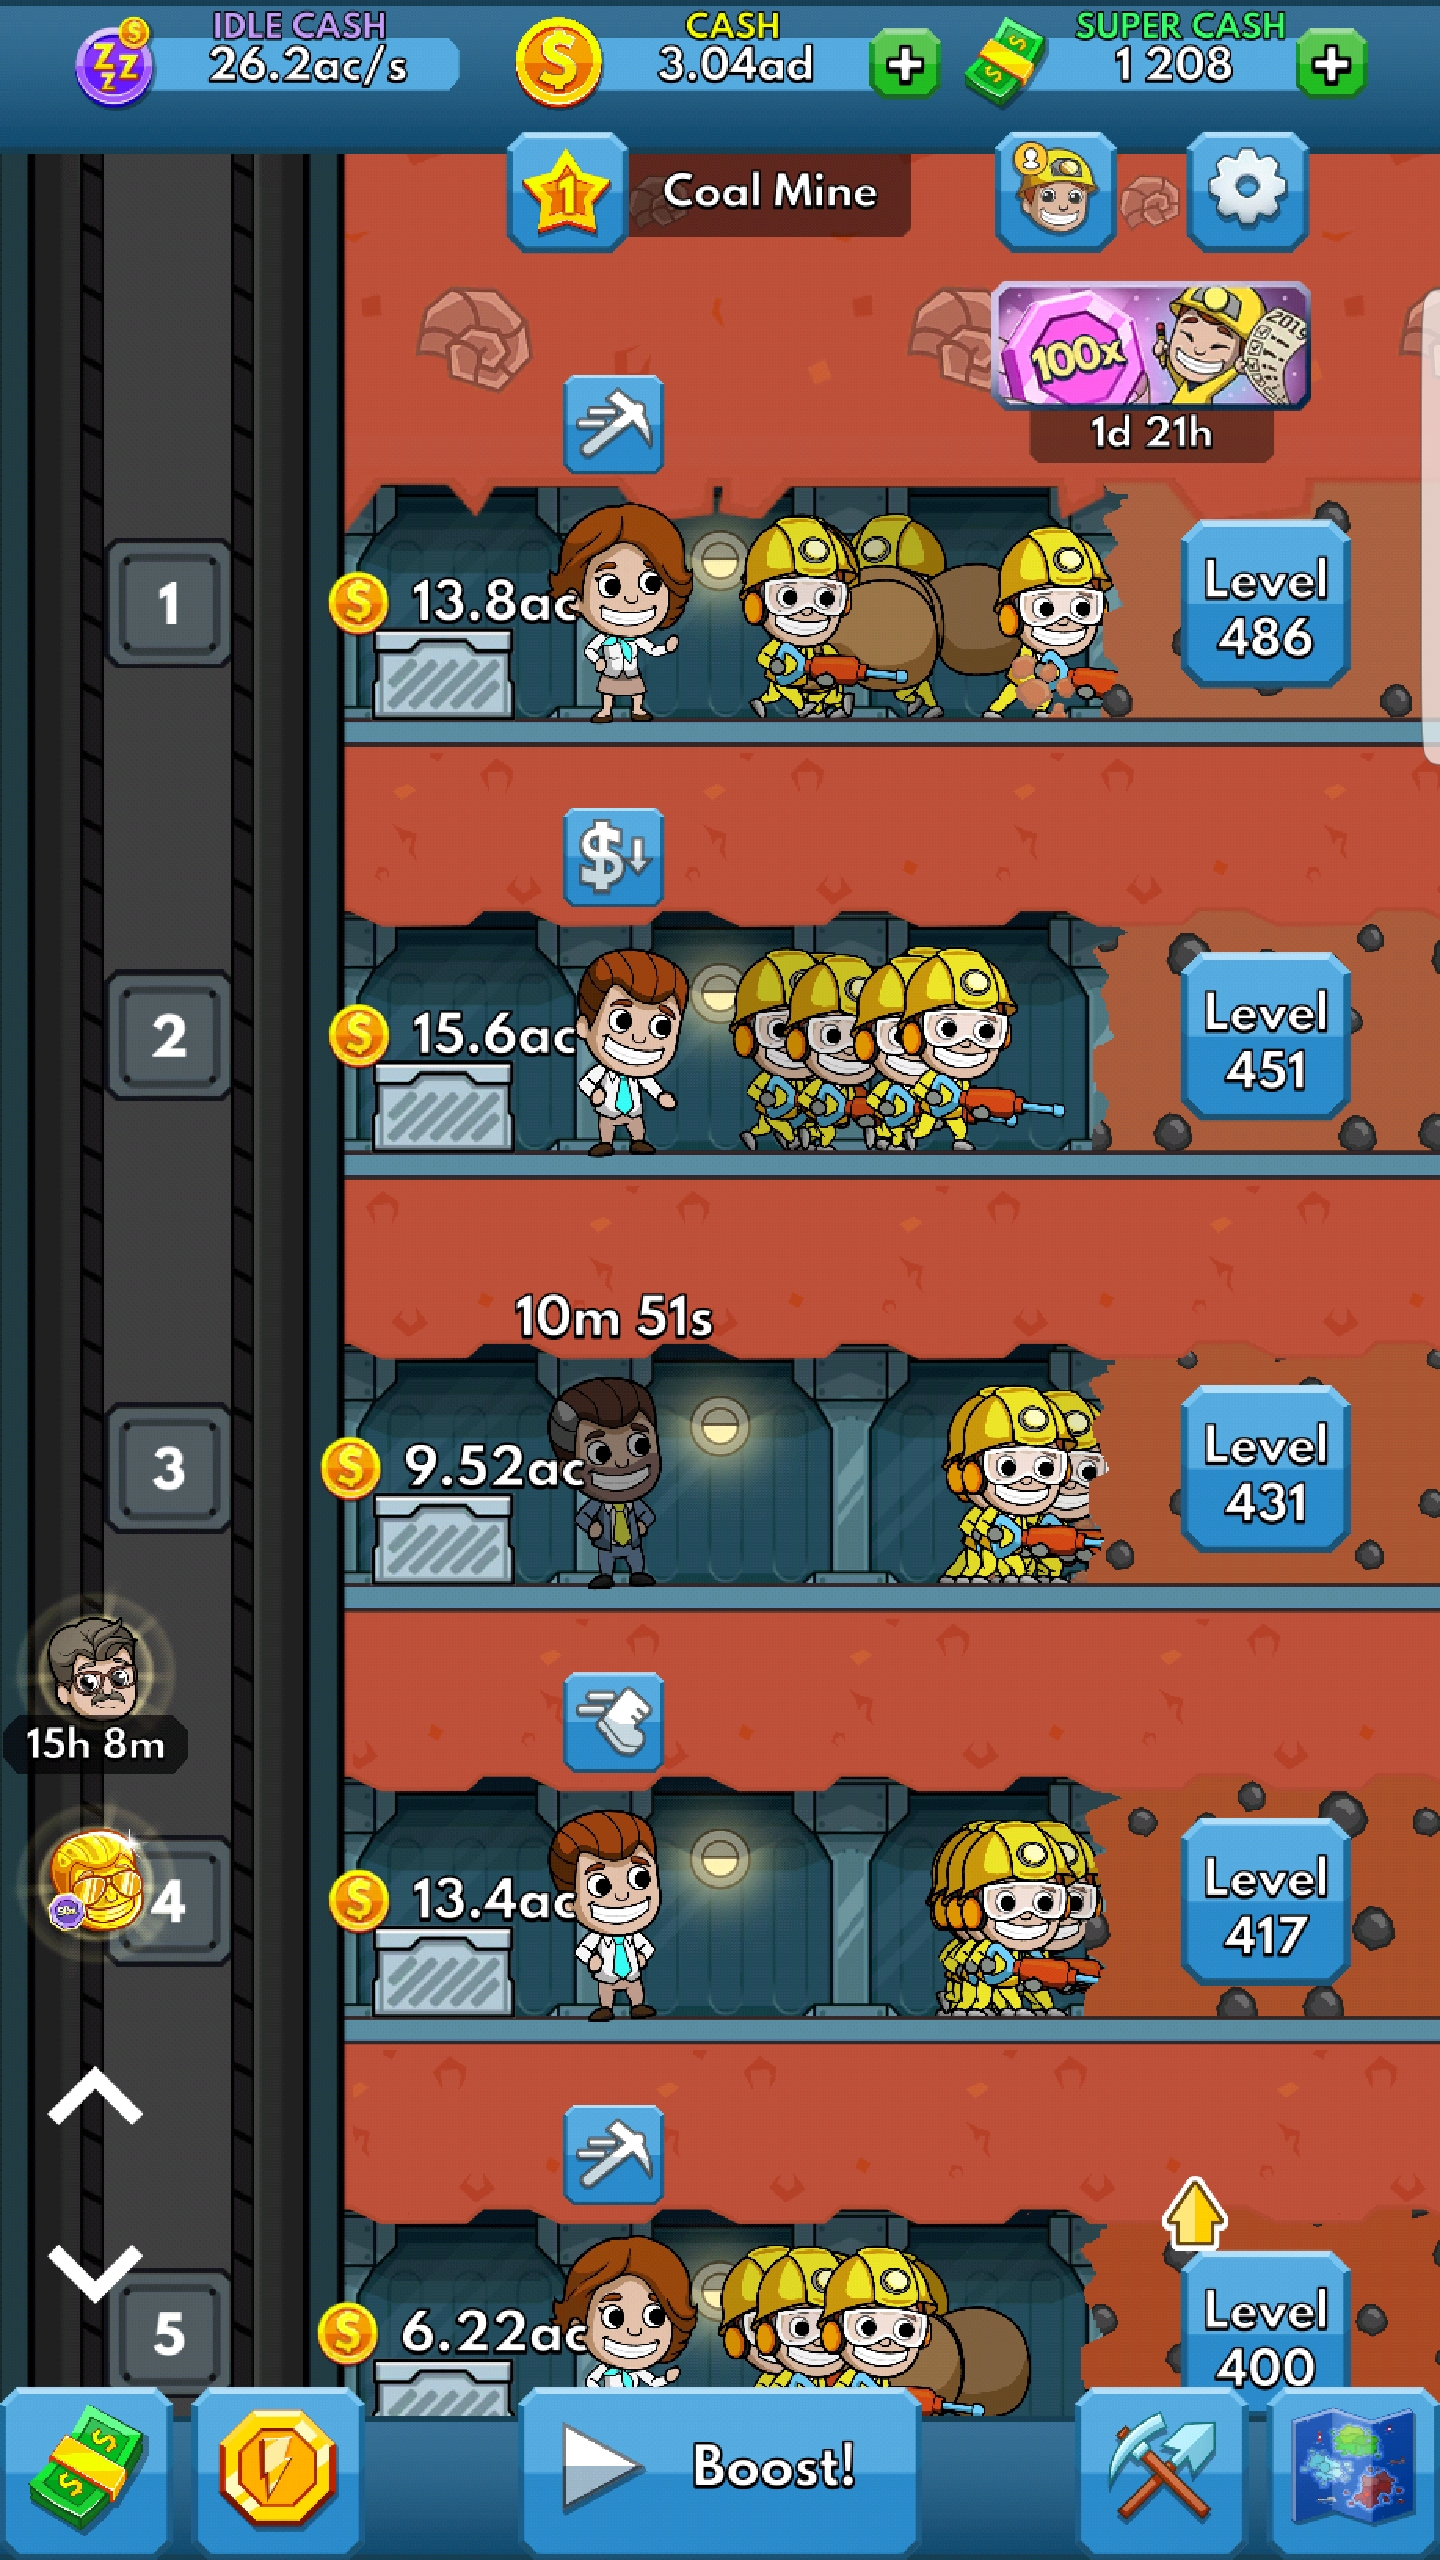 IDLE CASH
26.2ac/s
CASH
3.04ad
SUPER CASH
1 208
1
Coal Mine
100x
2019
1d 21h
1
13.8ac
Level
486
2
15.6ac
Level
451
10m 51s
3
9.52ac
Level
431
15h 8m
4
13.4ac
Level
417
5
6.22ac
Level
400
Boost!